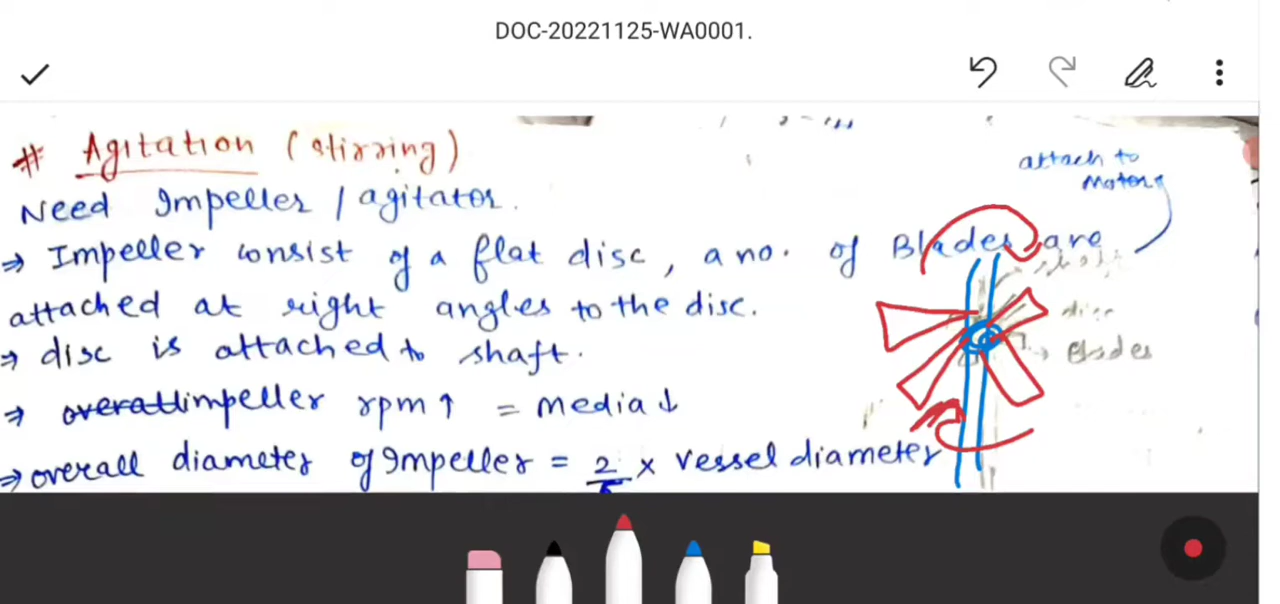 DOC-20221125-WA0001.
# Agitation (stirring)
attach to
Motors
Need Impeller / agitator.
⇒ Impeller consist of a flat disc, a no. of Blades are
attached at right angles to the disc.
disc
⇒ disc is attached to shaft.
Blades
⇒ impeller rpm ↑ = media ↓
⇒ overall diameter of Impeller = 2/5 x vessel diameter